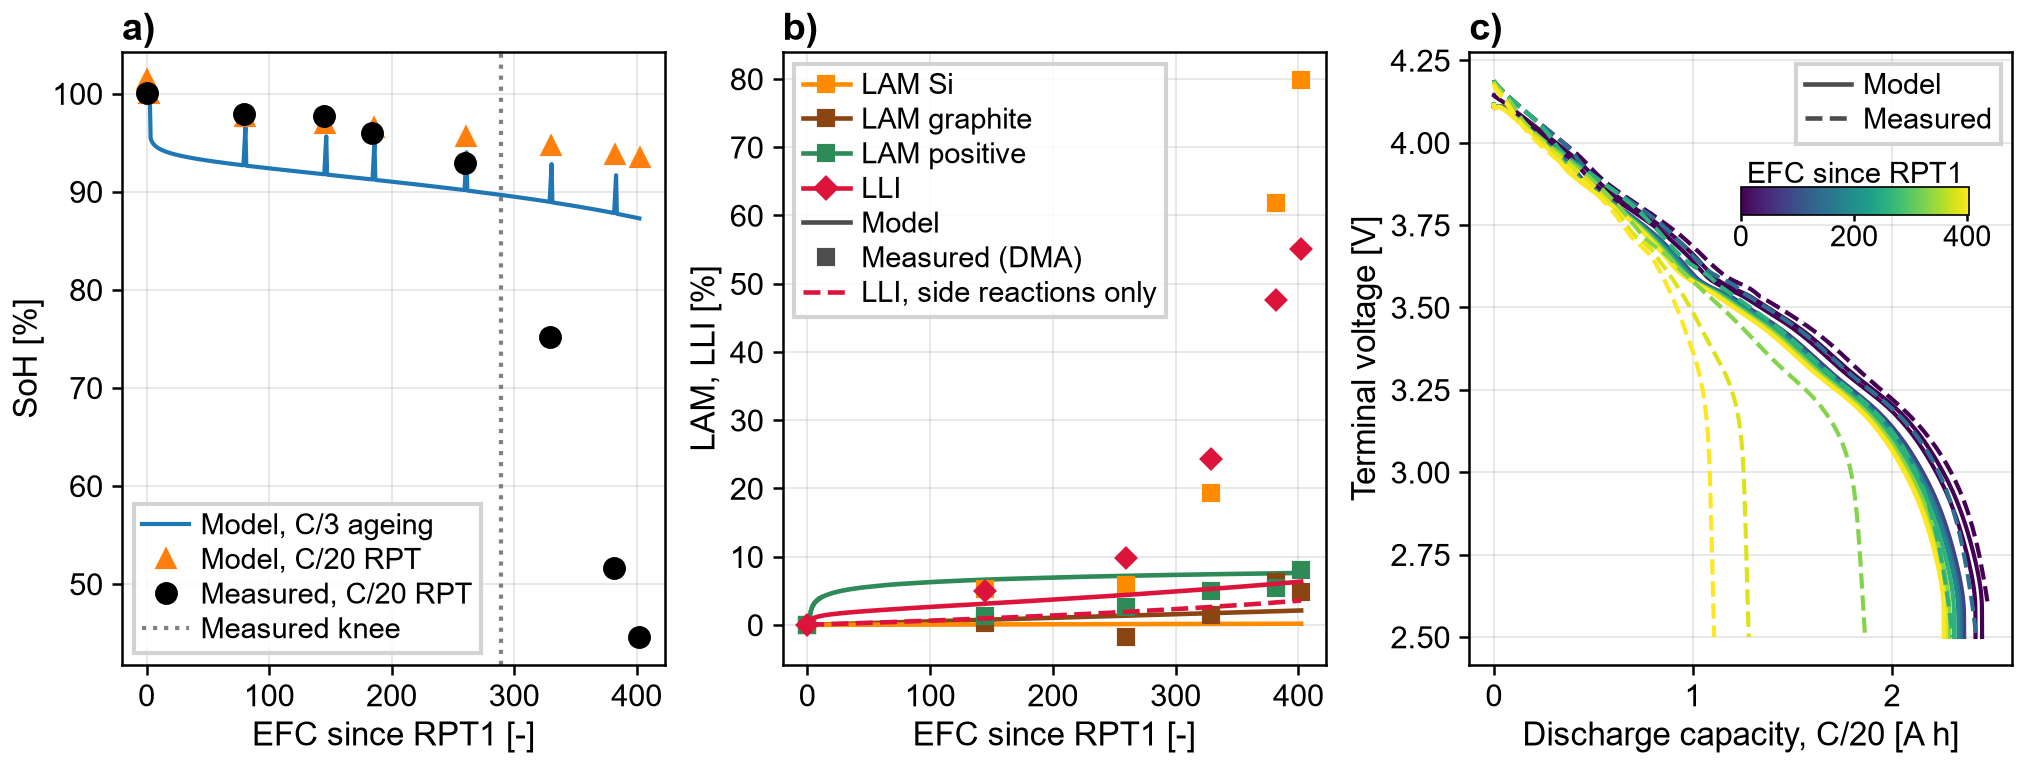 a)
SoH [%]
100
90
80
70
60
50
Model, C/3 ageing
Model, C/20 RPT
Measured, C/20 RPT
Measured knee
0 100 200 300 400
EFC since RPT1 [-]
b)
LAM, LLI [%]
80
70
60
50
40
30
20
10
0
LAM Si
LAM graphite
LAM positive
LLI
Model
Measured (DMA)
LLI, side reactions only
0 100 200 300 400
EFC since RPT1 [-]
c)
Terminal voltage [V]
4.25
4.00
3.75
3.50
3.25
3.00
2.75
2.50
Model
Measured
EFC since RPT1
0 200 400
0 1 2
Discharge capacity, C/20 [A h]